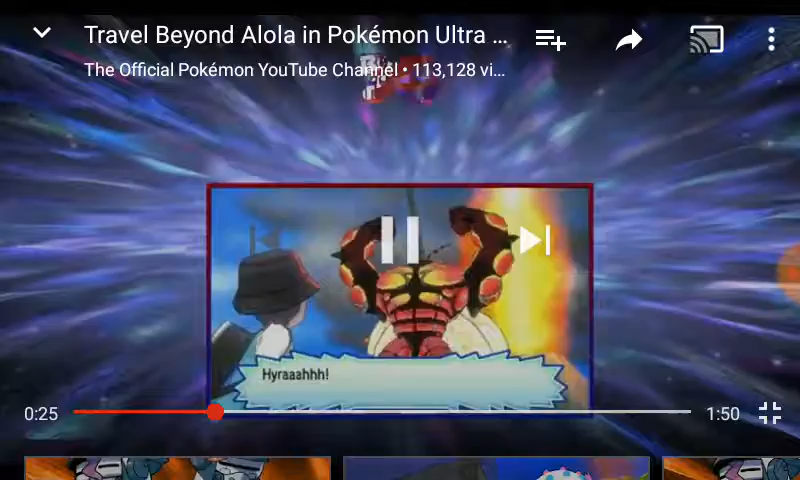 Travel Beyond Alola in Pokémon Ultra ...
The Official Pokémon YouTube Channel • 113,128 vi...
Hyraaahhh!
0:25
1:50